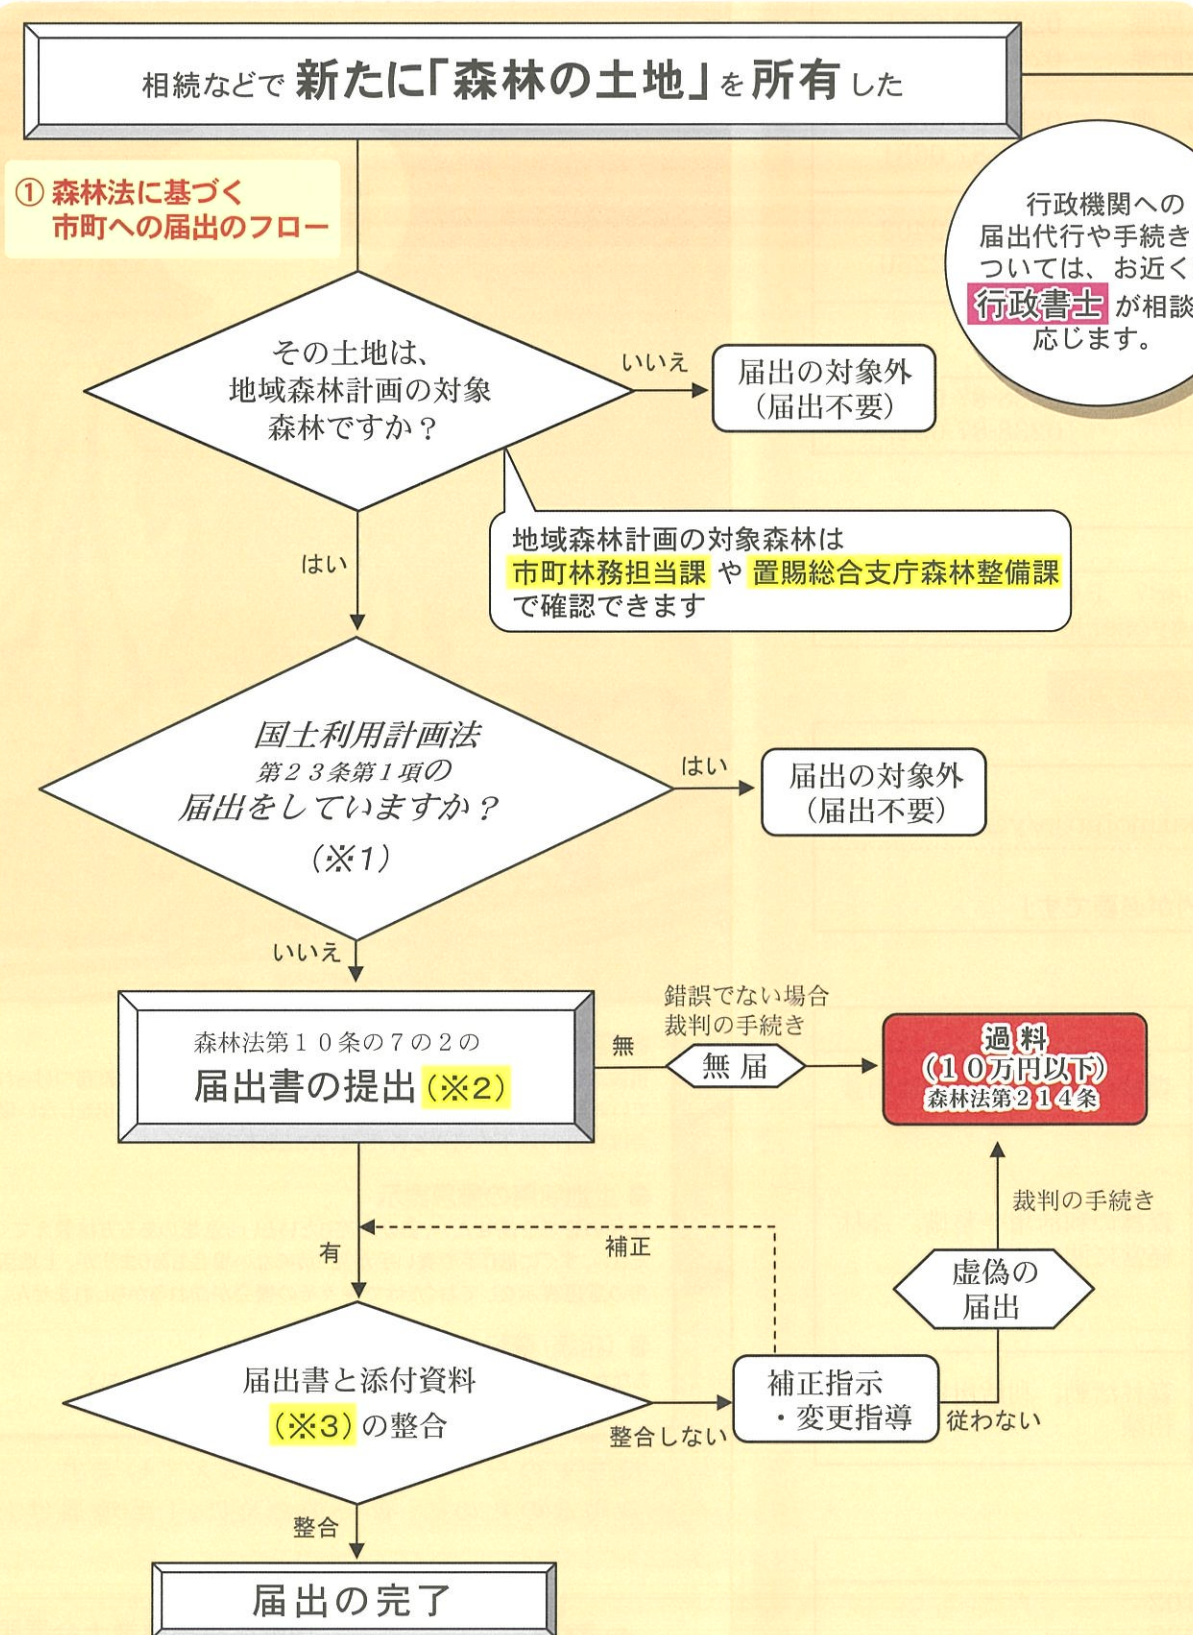 相続などで 新たに「森林の土地」を 所有 した
① 森林法に基づく
市町への届出のフロー
行政機関への
届出代行や手続き
ついては、お近く
行政書士 が相談
応じます。
その土地は、
地域森林計画の対象
森林ですか？
いいえ
届出の対象外
（届出不要）
地域森林計画の対象森林は
市町林務担当課 や 置賜総合支庁森林整備課
で確認できます
はい
国土利用計画法
第２３条第１項の
届出をしていますか？
（※1）
はい
届出の対象外
（届出不要）
いいえ
森林法第１０条の７の２の
届出書の提出（※2）
無
錯誤でない場合
裁判の手続き
無 届
過 料
（１０万円以下）
森林法第２１４条
裁判の手続き
有
補正
虚偽の
届出
届出書と添付資料
（※3）の整合
整合しない
補正指示
・変更指導
従わない
整合
届出の完了